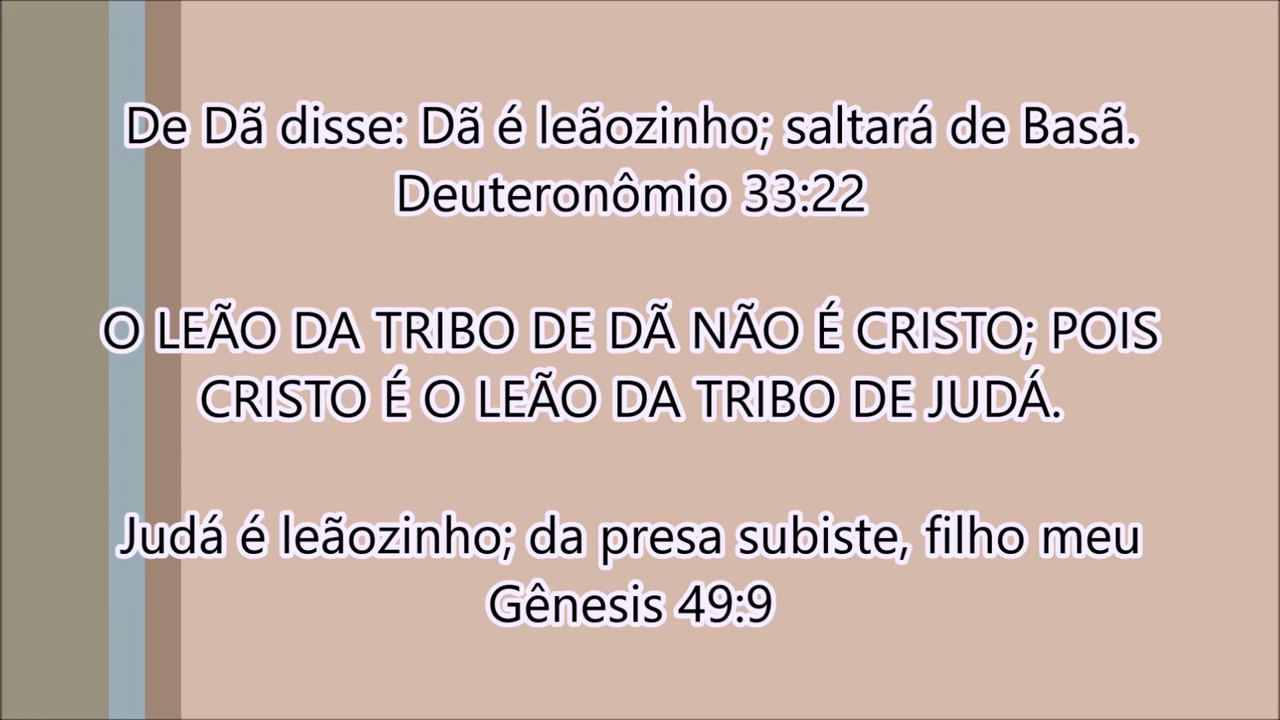 De Dã disse: Dã é leãozinho; saltará de Basã.
Deuteronômio 33:22
O LEÃO DA TRIBO DE DÃ NÃO É CRISTO; POIS
CRISTO É O LEÃO DA TRIBO DE JUDÁ.
Judá é leãozinho; da presa subiste, filho meu
Gênesis 49:9